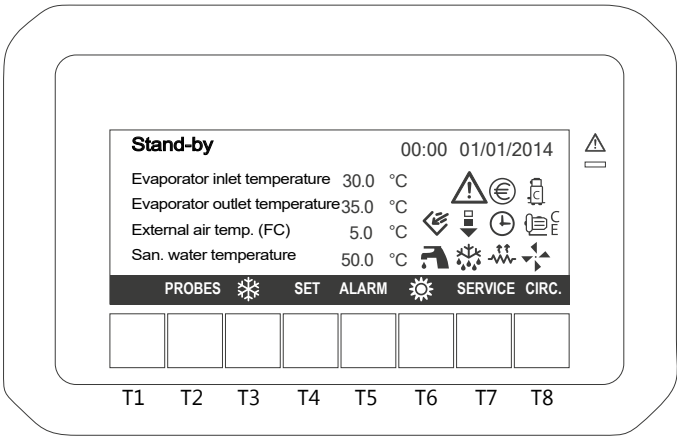 Stand-by 00:00 01/01/2014
Evaporator inlet temperature 30.0 °C
Evaporator outlet temperature 35.0 °C
External air temp. (FC) 5.0 °C
San. water temperature 50.0 °C
€ C
C
E
PROBES SET ALARM SERVICE CIRC.
T1 T2 T3 T4 T5 T6 T7 T8